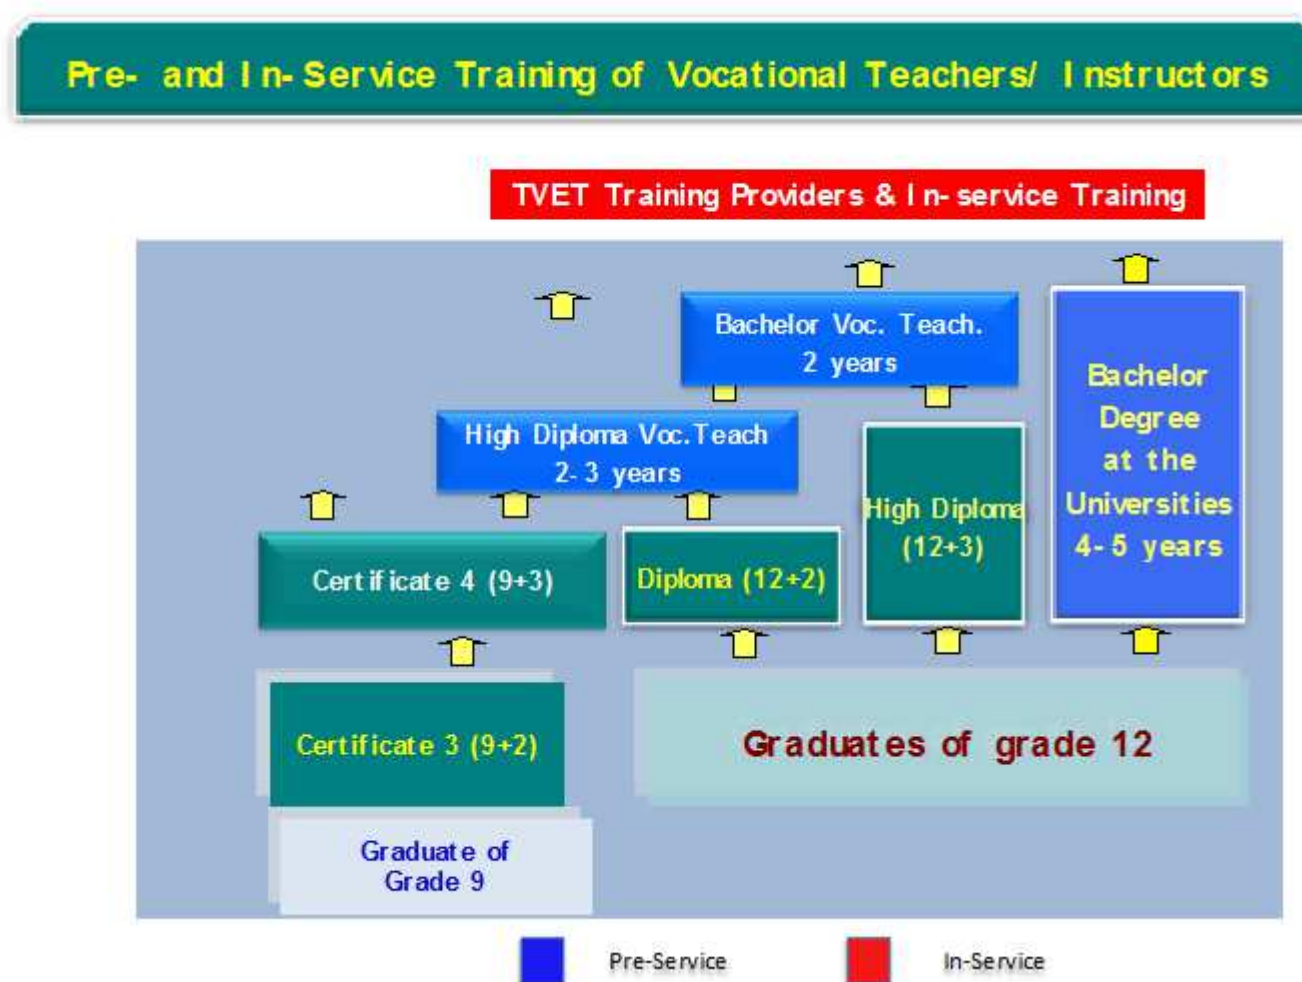 Pre- and In-Service Training of Vocational Teachers/ Instructors
TVET Training Providers & In-service Training
Bachelor Voc. Teach.
2 years
Bachelor
Degree
at the
Universities
4-5 years
High Diploma Voc.Teach
2-3 years
High Diploma
(12+3)
Certificate 4 (9+3)
Diploma (12+2)
Certificate 3 (9+2)
Graduates of grade 12
Graduate of
Grade 9
Pre-Service
In-Service